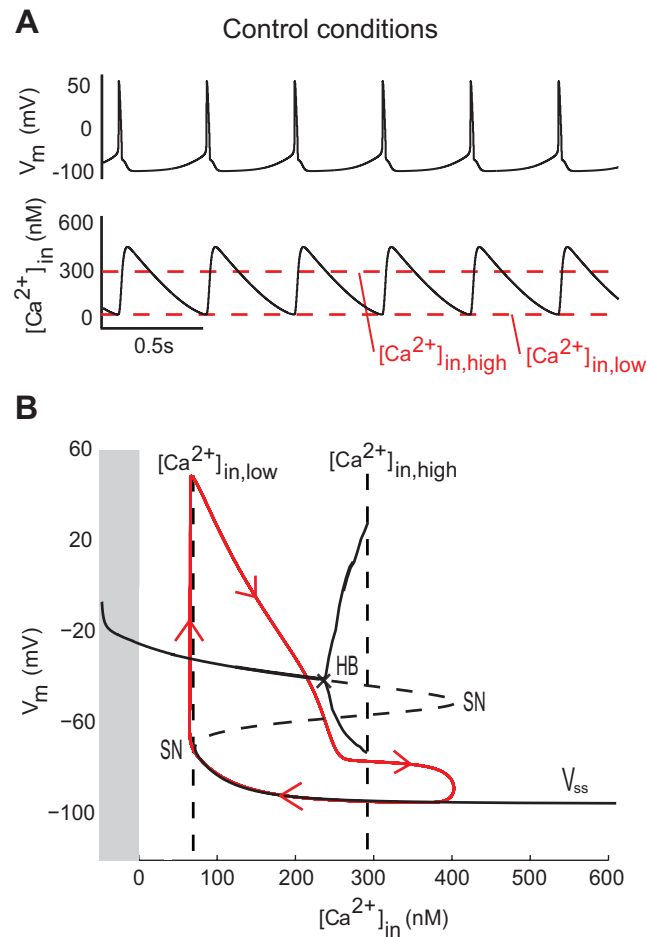 A
Control conditions
50
0
-100
V_m (mV)
600
300
0
[Ca²⁺]_in (nM)
0.5s
[Ca²⁺]_in,high
[Ca²⁺]_in,low
B
60
20
−20
−60
−100
V_m (mV)
[Ca²⁺]_in,low
[Ca²⁺]_in,high
HB
SN
SN
V_ss
0 100 200 300 400 500 600
[Ca²⁺]_in (nM)